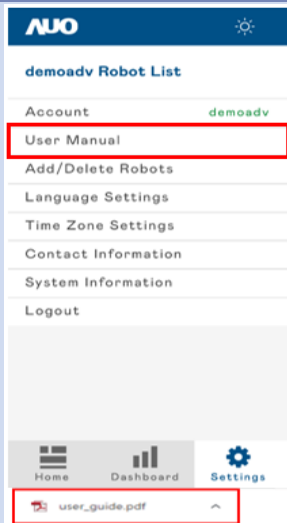 AUO
demoadv Robot List
Account demoadv
User Manual
Add/Delete Robots
Language Settings
Time Zone Settings
Contact Information
System Information
Logout
Home Dashboard Settings
user_guide.pdf